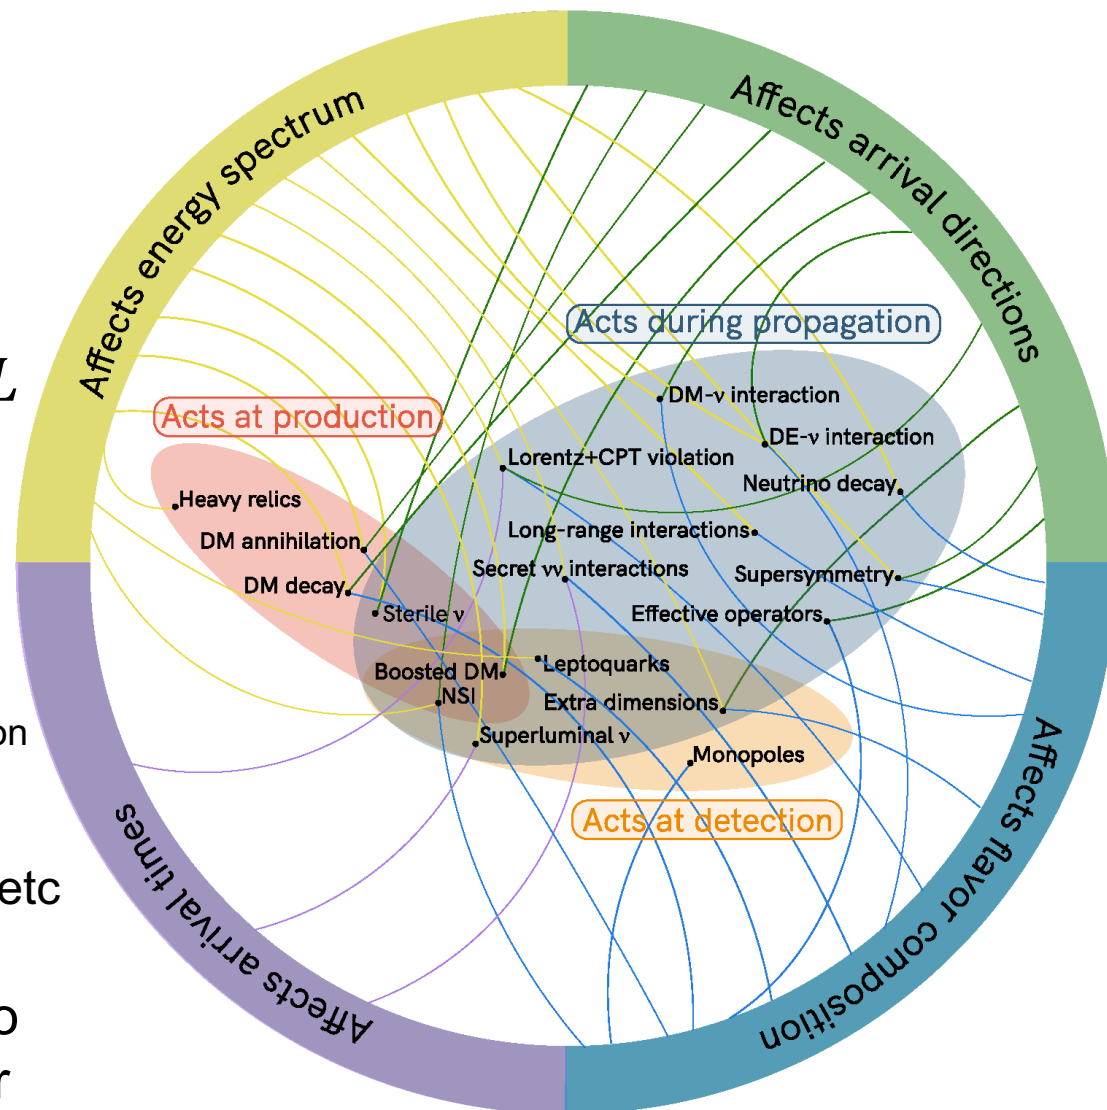 Affects energy spectrum
Affects arrival directions
Acts during propagation
L
DM-ν interaction
Acts at production
DE-ν interaction
Lorentz+CPT violation
Neutrino decay
Heavy relics
Long-range interactions
DM annihilation
Secret νν interactions
Supersymmetry
DM decay
Sterile ν
Effective operators
Leptoquarks
Boosted DM
NSI
Extra dimensions
on
Superluminal ν
Monopoles
Acts at detection
etc
Affects arrival times
Affects flavor composition
o
r